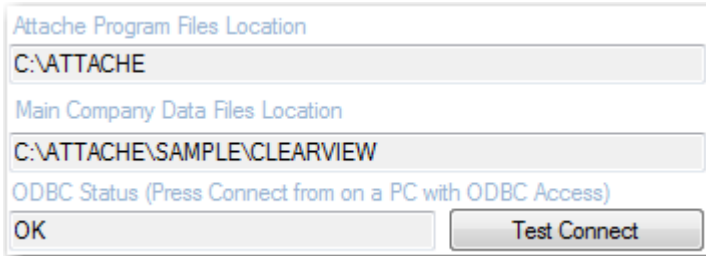 Attache Program Files Location
C:\ATTACHE
Main Company Data Files Location
C:\ATTACHE\SAMPLE\CLEARVIEW
ODBC Status (Press Connect from on a PC with ODBC Access)
OK Test Connect